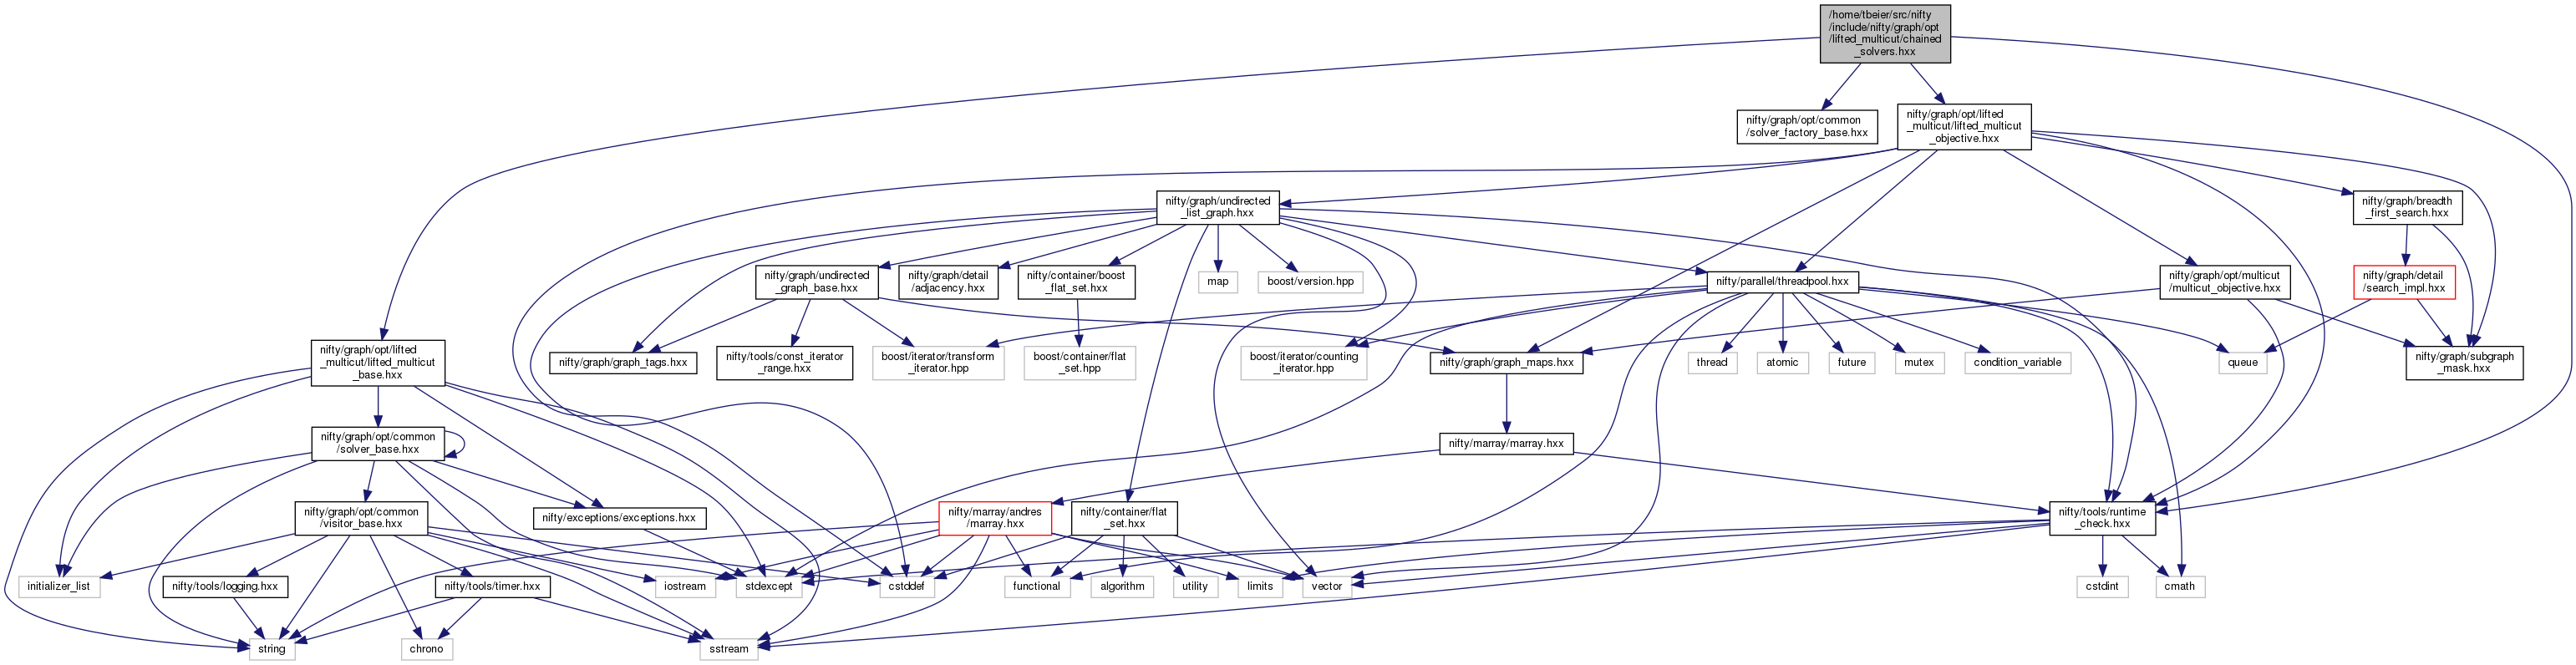 /home/tbeier/src/nifty
/include/nifty/graph/opt
/lifted_multicut/chained
_solvers.hxx
nifty/graph/opt/common
/solver_factory_base.hxx
nifty/graph/opt/lifted
_multicut/lifted_multicut
_objective.hxx
nifty/graph/undirected
_list_graph.hxx
nifty/graph/breadth
_first_search.hxx
nifty/graph/undirected
_graph_base.hxx
nifty/graph/detail
/adjacency.hxx
nifty/container/boost
_flat_set.hxx
map
boost/version.hpp
nifty/parallel/threadpool.hxx
nifty/graph/opt/multicut
/multicut_objective.hxx
nifty/graph/detail
/search_impl.hxx
nifty/graph/opt/lifted
_multicut/lifted_multicut
_base.hxx
nifty/graph/graph_tags.hxx
nifty/tools/const_iterator
_range.hxx
boost/iterator/transform
_iterator.hpp
boost/container/flat
_set.hpp
boost/iterator/counting
_iterator.hpp
nifty/graph/graph_maps.hxx
thread
atomic
future
mutex
condition_variable
queue
nifty/graph/subgraph
_mask.hxx
nifty/graph/opt/common
/solver_base.hxx
nifty/marray/marray.hxx
nifty/graph/opt/common
/visitor_base.hxx
nifty/exceptions/exceptions.hxx
nifty/marray/andres
/marray.hxx
nifty/container/flat
_set.hxx
nifty/tools/runtime
_check.hxx
initializer_list
nifty/tools/logging.hxx
nifty/tools/timer.hxx
iostream
stdexcept
cstddef
functional
algorithm
utility
limits
vector
cstdint
cmath
string
chrono
sstream